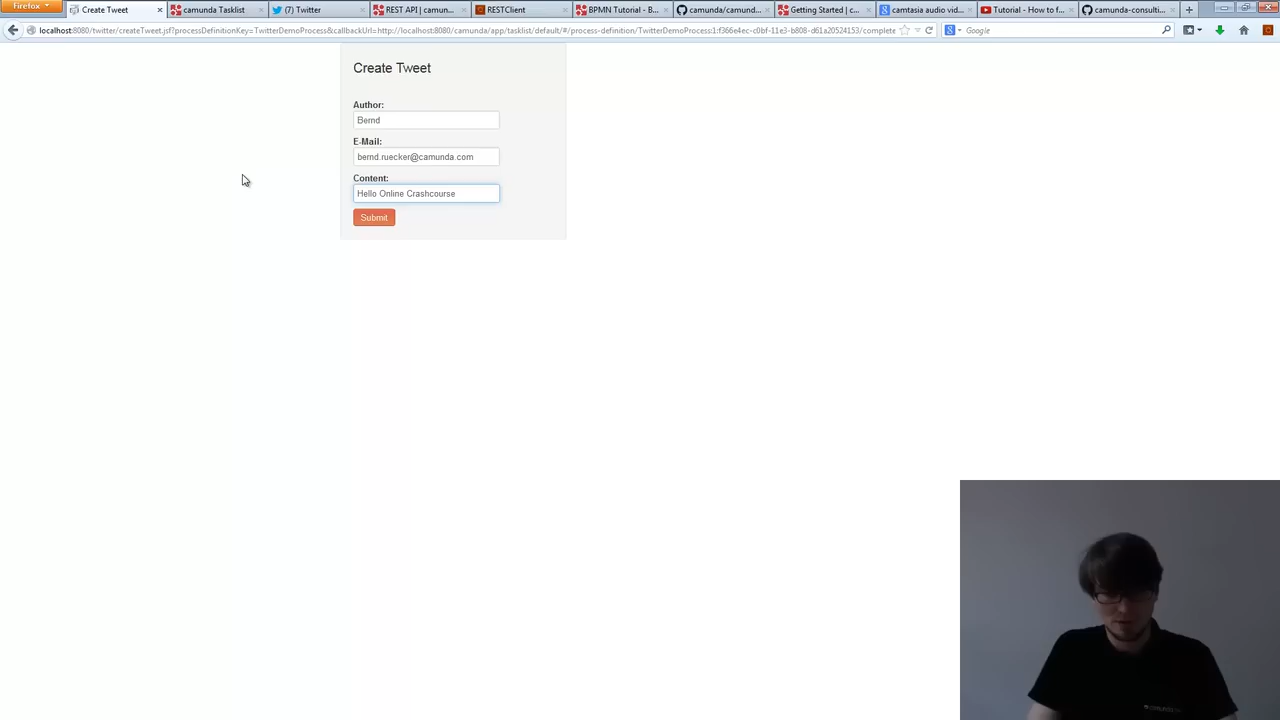 Firefox
Create Tweet
camunda Tasklist
(7) Twitter
REST API | camun...
RESTClient
BPMN Tutorial - B...
camunda/camund...
Getting Started | c...
camtasia audio vid...
Tutorial - How to f...
camunda-consulti...
localhost:8080/twitter/createTweet.jsf?processDefinitionKey=TwitterDemoProcess&callbackUrl=http://localhost:8080/camunda/app/tasklist/default/#/process-definition/TwitterDemoProcess:1:f366e4ec-c0bf-11e3-b808-d61a20524153/complete
Google
Create Tweet
Author:
Bernd
E-Mail:
bernd.ruecker@camunda.com
Content:
Hello Online Crashcourse
Submit